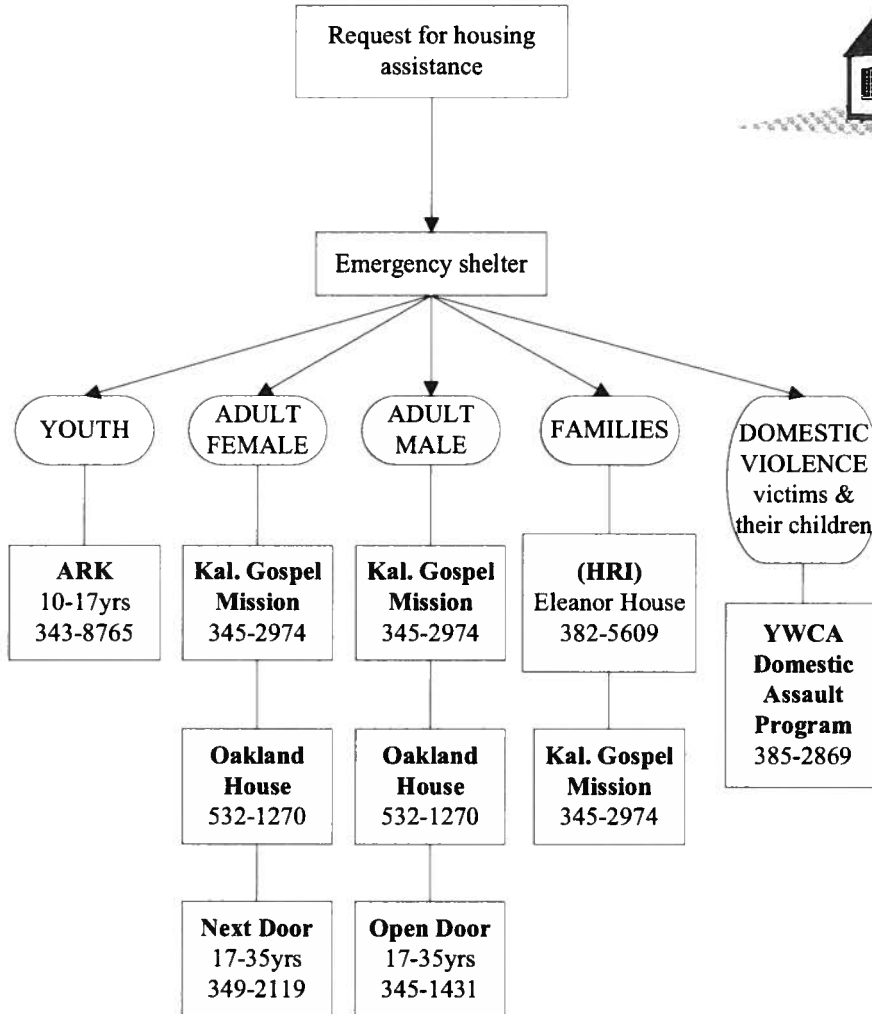 Request for housing
assistance
Emergency shelter
YOUTH
ADULT
FEMALE
ADULT
MALE
FAMILIES
DOMESTIC
VIOLENCE
victims &
their children
ARK
10-17yrs
343-8765
Kal. Gospel
Mission
345-2974
Oakland
House
532-1270
Next Door
17-35yrs
349-2119
Kal. Gospel
Mission
345-2974
Oakland
House
532-1270
Open Door
17-35yrs
345-1431
(HRI)
Eleanor House
382-5609
Kal. Gospel
Mission
345-2974
YWCA
Domestic
Assault
Program
385-2869